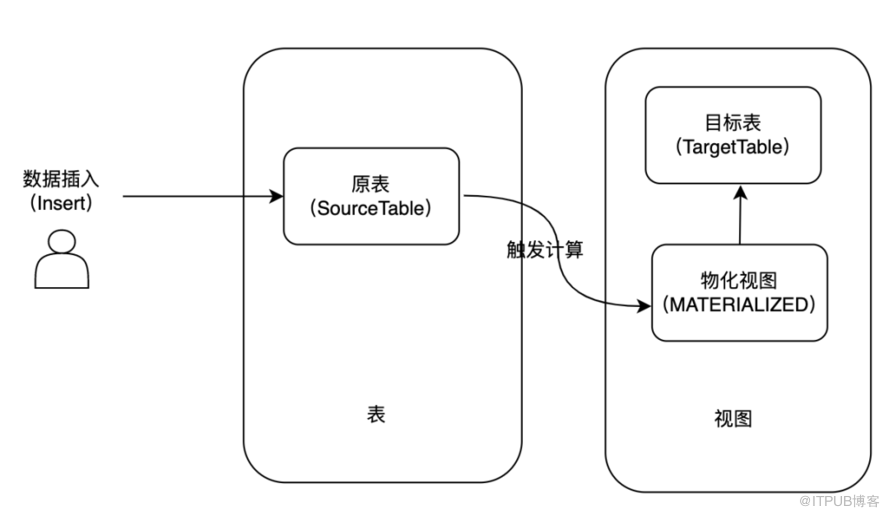 数据插入
（Insert）
原表
（SourceTable）
触发计算
目标表
（TargetTable）
物化视图
（MATERIALIZED）
表
视图
@ITPUB博客